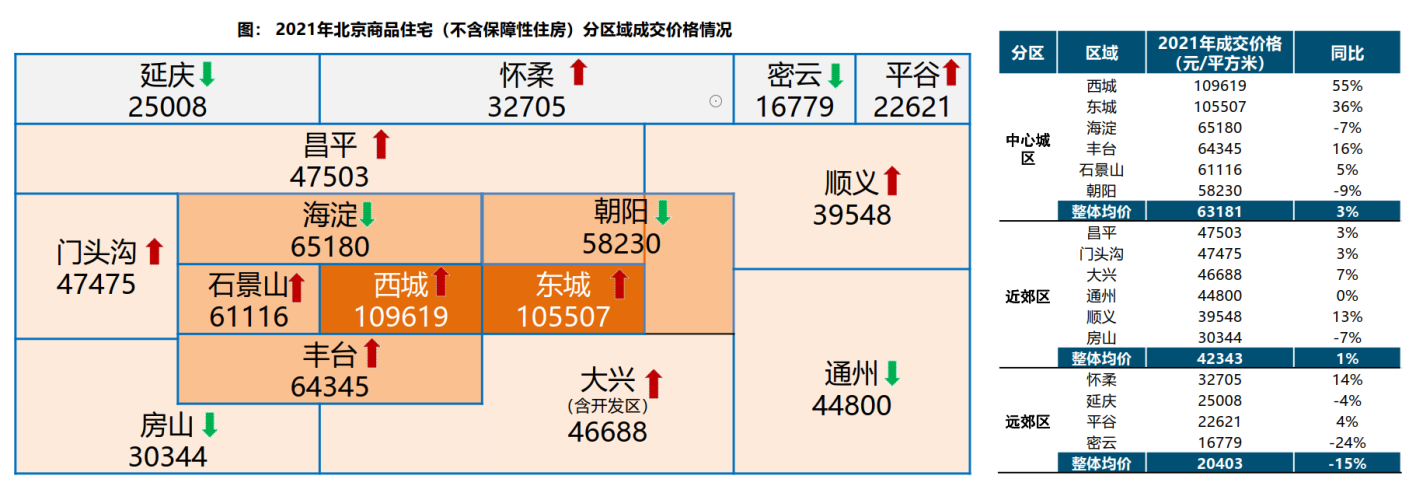 图： 2021年北京商品住宅（不含保障性住房）分区域成交价格情况
延庆
25008
怀柔
32705
密云
16779
平谷
22621
昌平
47503
顺义
39548
门头沟
47475
海淀
65180
朝阳
58230
石景山
61116
西城
109619
东城
105507
丰台
64345
大兴
(含开发区)
46688
通州
44800
房山
30344
分区 区域 2021年成交价格 同比
（元/平方米）
中心城
区
西城 109619 55%
东城 105507 36%
海淀 65180 -7%
丰台 64345 16%
石景山 61116 5%
朝阳 58230 -9%
整体均价 63181 3%
近郊区
昌平 47503 3%
门头沟 47475 3%
大兴 46688 7%
通州 44800 0%
顺义 39548 13%
房山 30344 -7%
整体均价 42343 1%
远郊区
怀柔 32705 14%
延庆 25008 -4%
平谷 22621 4%
密云 16779 -24%
整体均价 20403 -15%